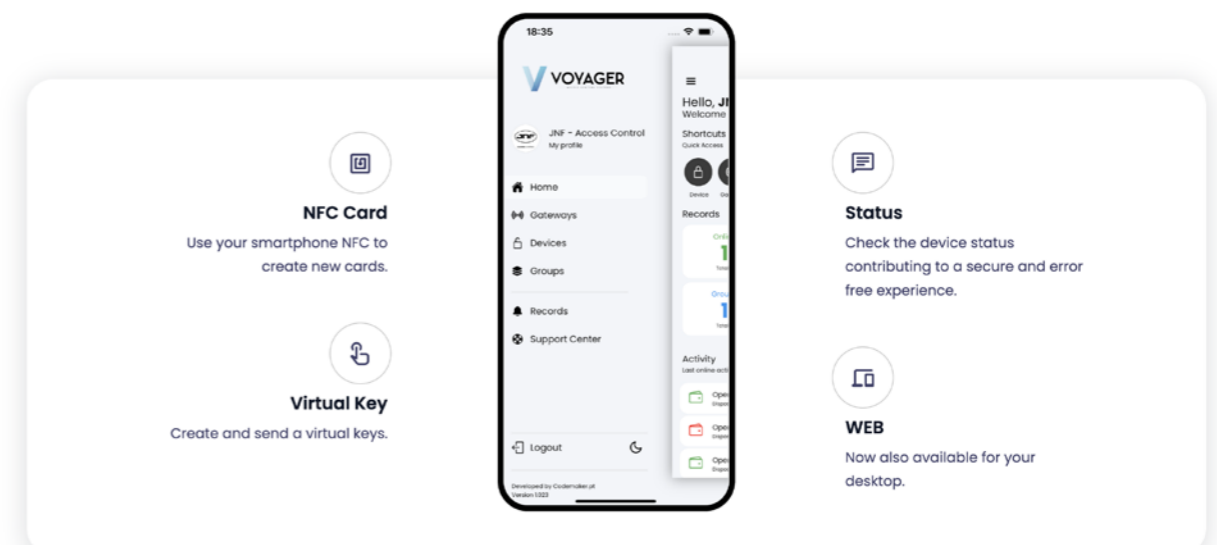 NFC Card
Use your smartphone NFC to
create new cards.
Virtual Key
Create and send a virtual keys.
18:35
VOYAGER
JNF - Access Control
My profile
Home
Gateways
Devices
Groups
Records
Support Center
Logout
Developed by Codemaker.pt
Version 1.023
Hello,
Welcome
Shortcuts
Quick Access
Device
Records
Activity
Status
Check the device status
contributing to a secure and error
free experience.
WEB
Now also available for your
desktop.